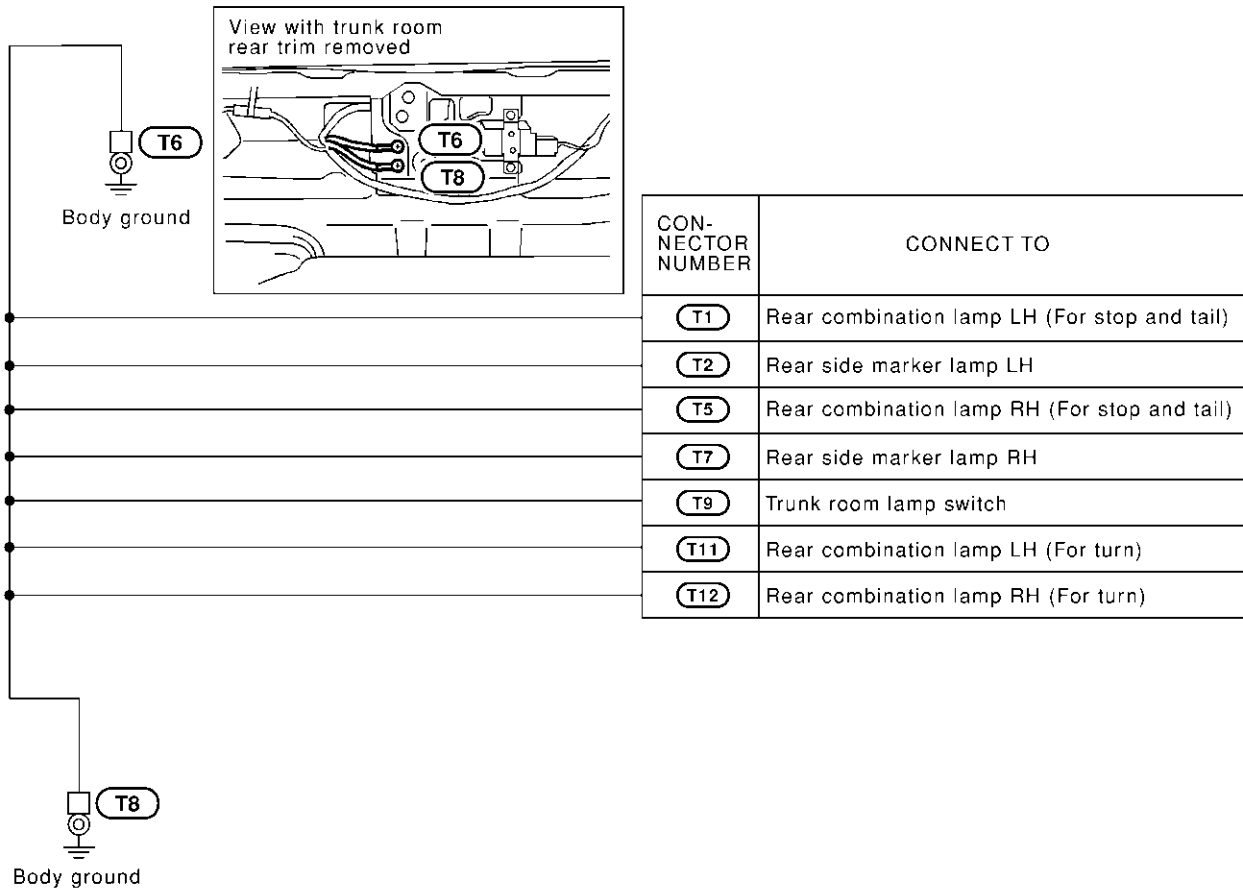 View with trunk room
rear trim removed
T6
T6
T8
Body ground
CON-
NECTOR
NUMBER
CONNECT TO
T1 Rear combination lamp LH (For stop and tail)
T2 Rear side marker lamp LH
T5 Rear combination lamp RH (For stop and tail)
T7 Rear side marker lamp RH
T9 Trunk room lamp switch
T11 Rear combination lamp LH (For turn)
T12 Rear combination lamp RH (For turn)
T8
Body ground